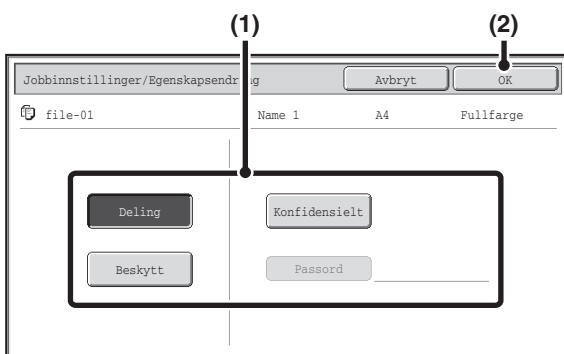 (1) (2)
Jobbinnstillinger/Egenskapsendring Avbryt OK
file-01 Name 1 A4 Fullfarge
Deling Konfidensielt
Beskytt Passord